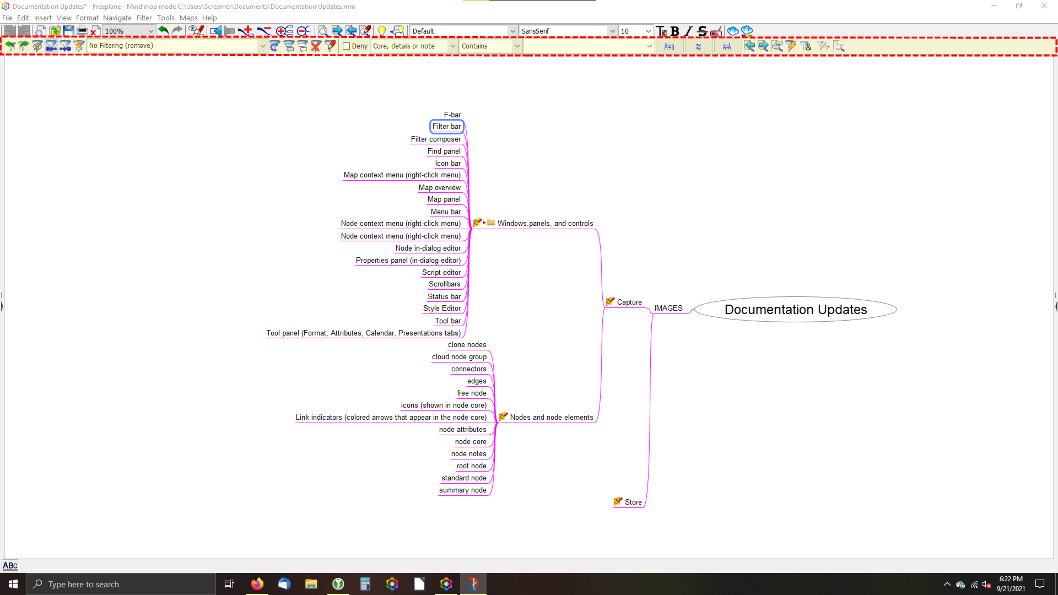 Documentation Updates* - Freeplane - Mind map mode C:\Users\Scrsomei\Documents\Documentation Updates.mm
File Edit Insert View Format Navigate Filter Tools Maps Help
100% Default SansSerif 10
No Filtering (remove) Deny Core, details or note Contains
F-bar
Filter bar
Filter composer
Find panel
Icon bar
Map context menu (right-click menu)
Map overview
Map panel
Menu bar
Node context menu (right-click menu)
Windows,panels, and controls
Node context menu (right-click menu)
Node in-dialog editor
Properties panel (in-dialog editor)
Script editor
Scrollbars
Status bar
Style Editor
Tool bar
Tool panel (Format, Attributes, Calendar, Presentations tabs)
Capture
IMAGES
Documentation Updates
clone nodes
cloud node group
connectors
edges
free node
icons (shown in node core)
Link indicators (colored arrows that appear in the node core)
Nodes and node elements
node attributes
node core
node notes
root node
standard node
summary node
Store
ABC
Type here to search
6:22 PM
9/21/2021